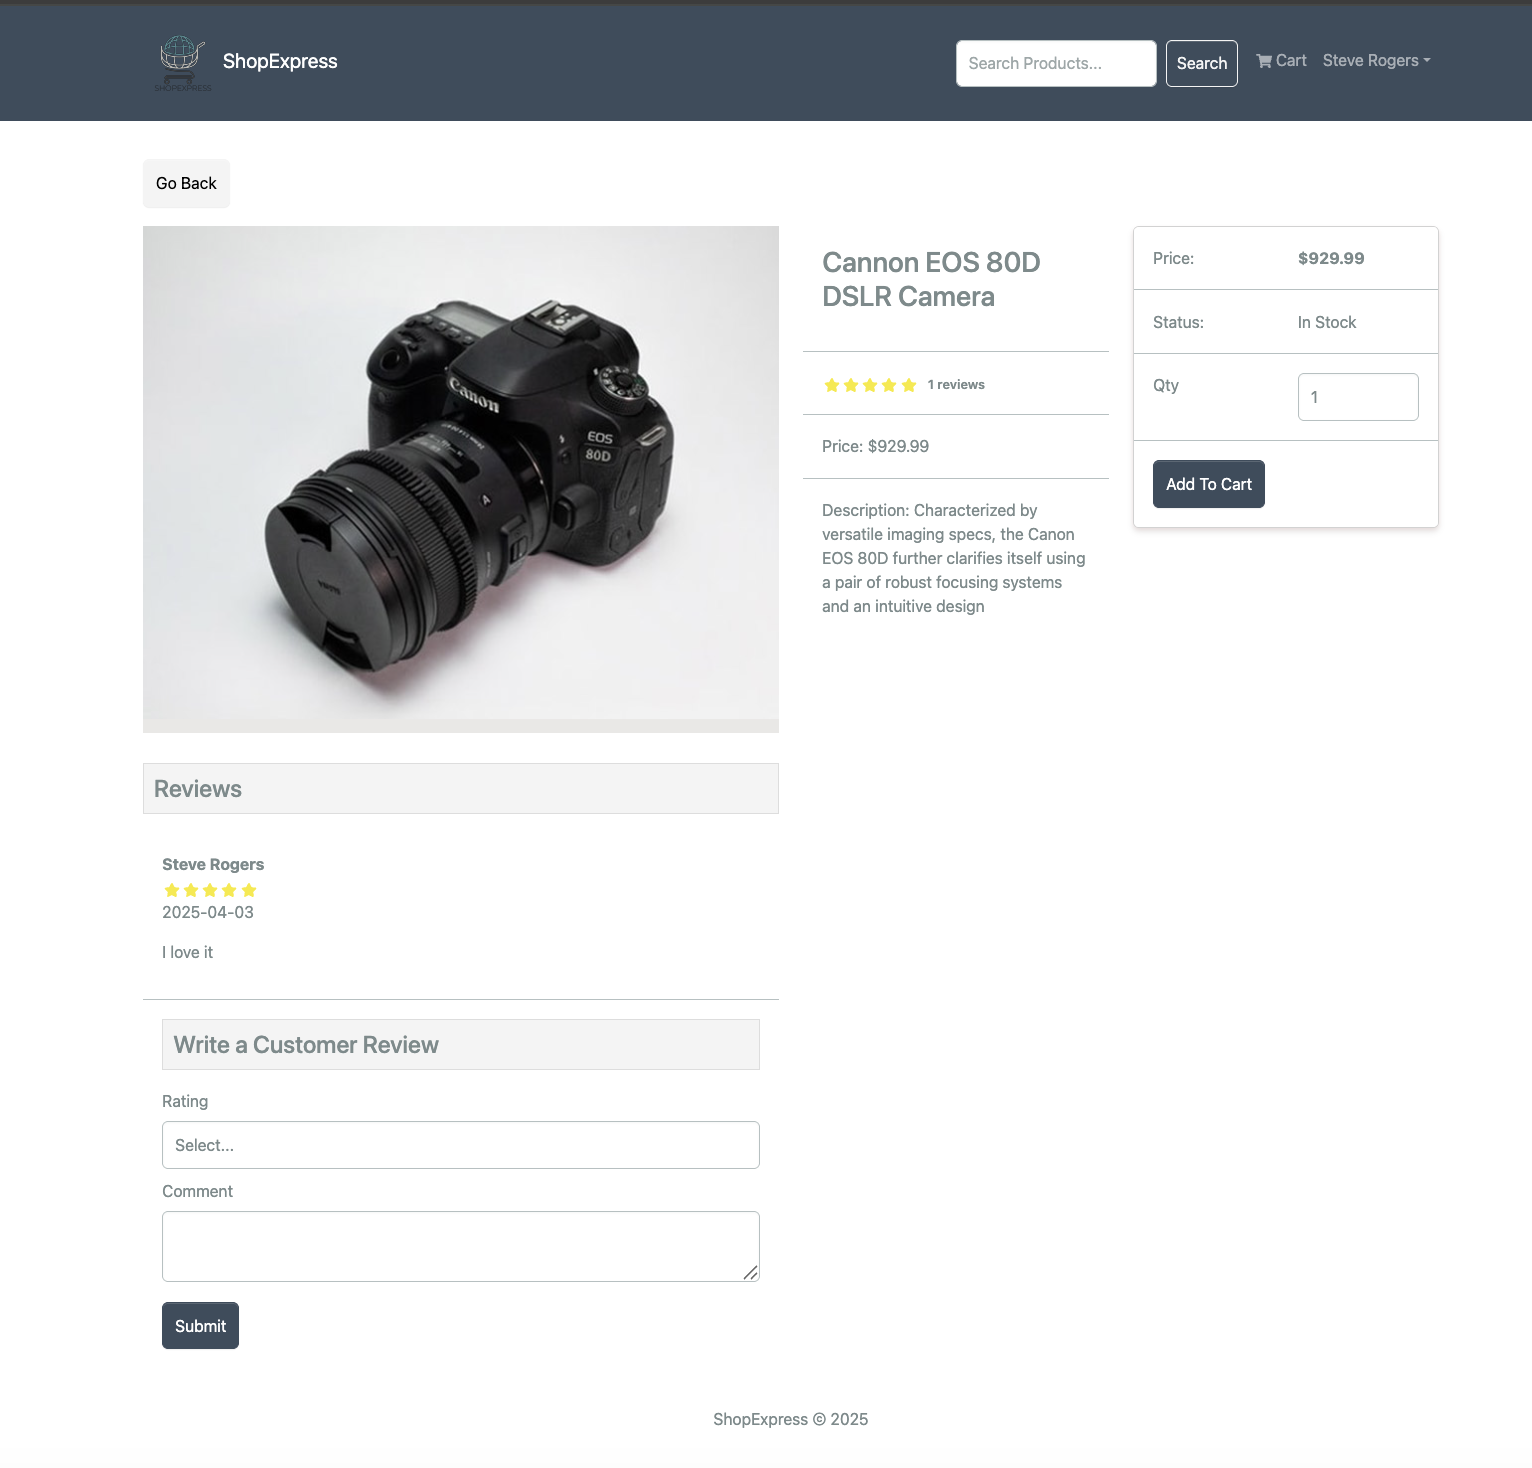 SHOPEXPRESS
ShopExpress
Search Products...
Search
Cart
Steve Rogers
Go Back
Canon
EOS
80D
A
SIGMA
Cannon EOS 80D
DSLR Camera
1 reviews
Price: $929.99
Description: Characterized by
versatile imaging specs, the Canon
EOS 80D further clarifies itself using
a pair of robust focusing systems
and an intuitive design
Price: $929.99
Status: In Stock
Qty 1
Add To Cart
Reviews
Steve Rogers
2025-04-03
I love it
Write a Customer Review
Rating
Select...
Comment
Submit
ShopExpress © 2025